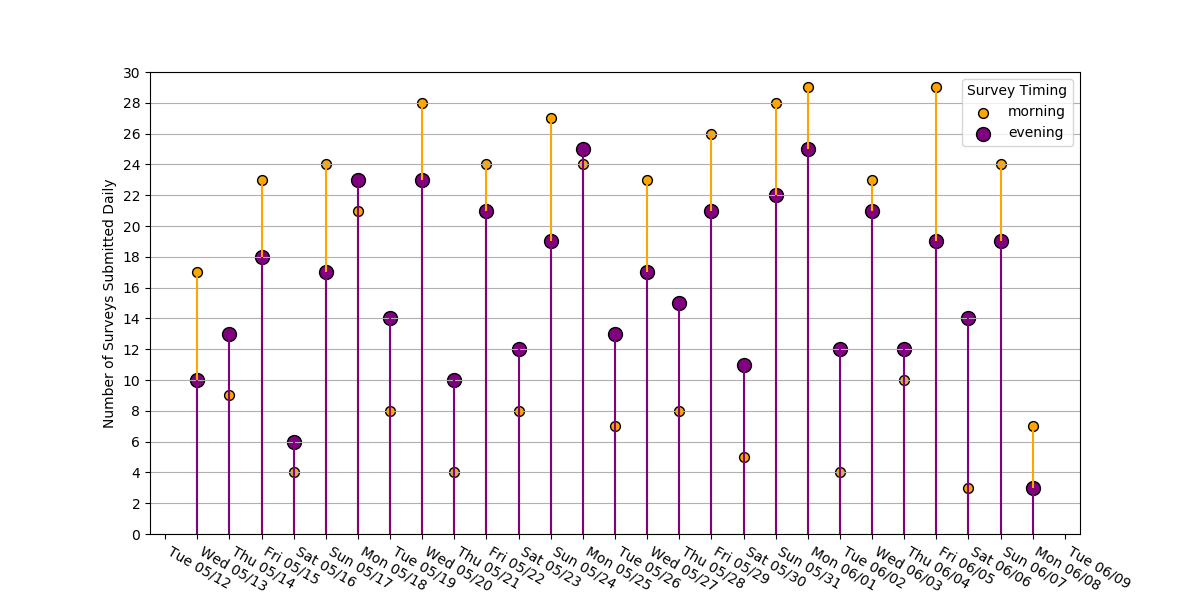 Survey Timing
morning
evening
Number of Surveys Submitted Daily
30
28
26
24
22
20
18
16
14
12
10
8
6
4
2
0
Tue 05/12
Wed 05/13
Thu 05/14
Fri 05/15
Sat 05/16
Sun 05/17
Mon 05/18
Tue 05/19
Wed 05/20
Thu 05/21
Fri 05/22
Sat 05/23
Sun 05/24
Mon 05/25
Tue 05/26
Wed 05/27
Thu 05/28
Fri 05/29
Sat 05/30
Sun 05/31
Mon 06/01
Tue 06/02
Wed 06/03
Thu 06/04
Fri 06/05
Sat 06/06
Sun 06/07
Mon 06/08
Tue 06/09